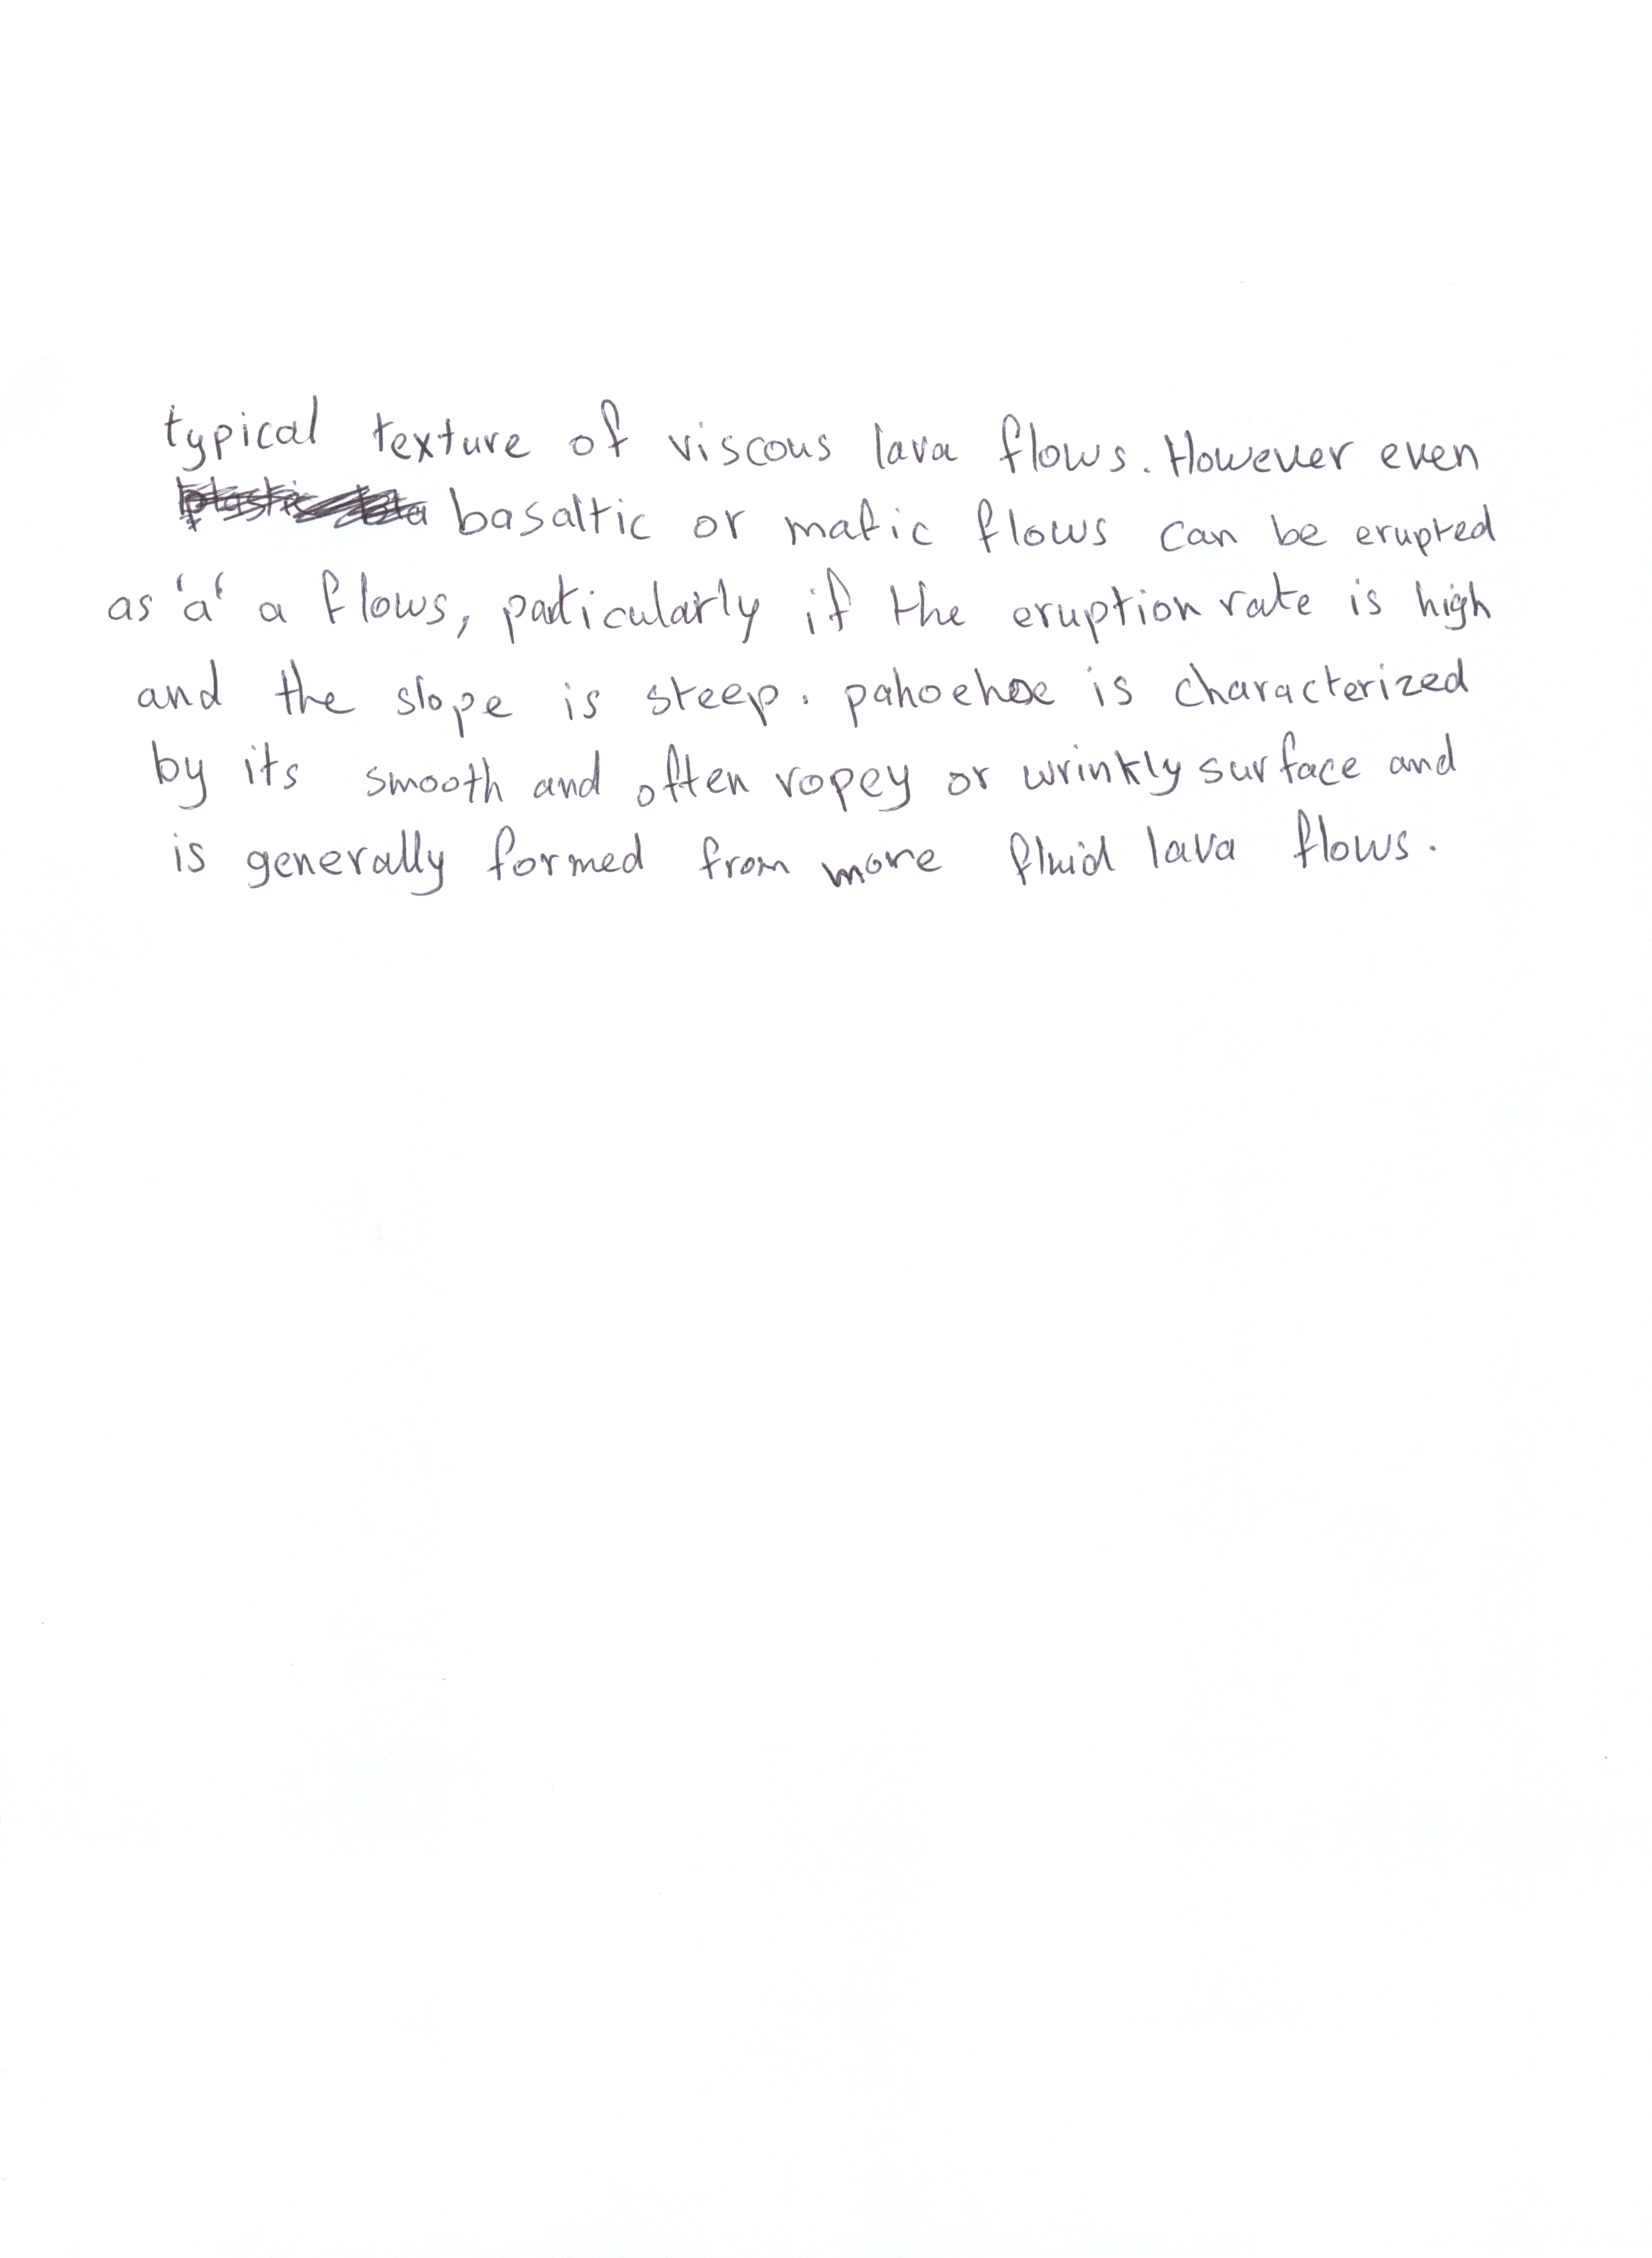 typical texture of viscous lava flows. However even
basaltic or mafic flows can be erupted
as 'a' a flows, particularly if the eruption rate is high
and the slope is steep. pahoehoe is characterized
by its smooth and often ropey or wrinkly surface and
is generally formed from more fluid lava flows.